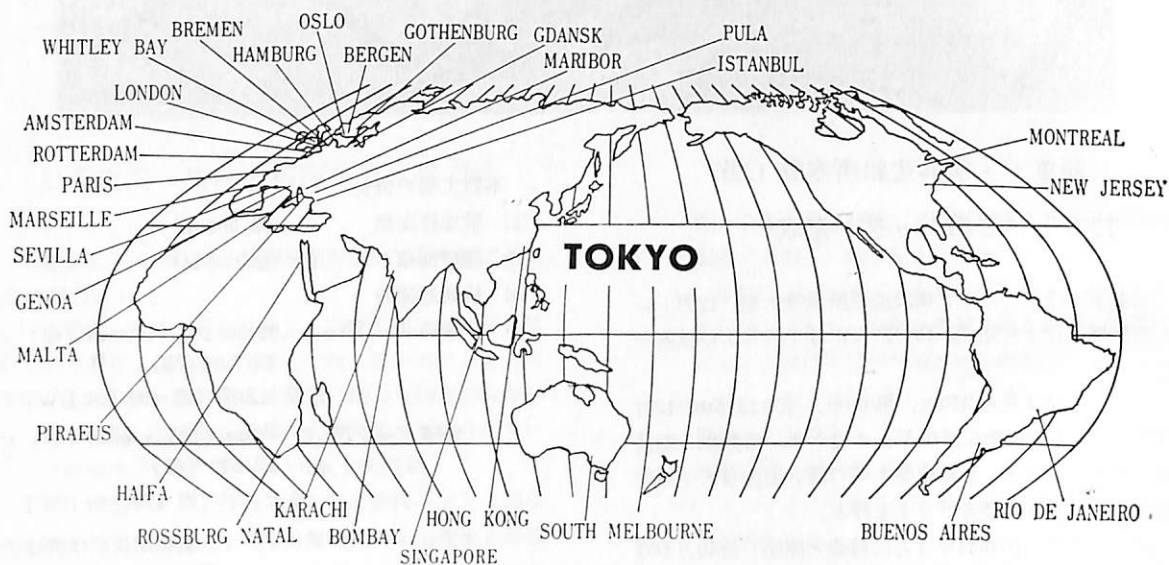 OSLO
BREMEN
GOTHENBURG
PULA
WHITLEY BAY
GDANSK
HAMBURG
BERGEN
MARIBOR
ISTANBUL
LONDON
AMSTERDAM
MONTREAL
ROTTERDAM
PARIS
NEW JERSEY
MARSEILLE
SEVILLA
TOKYO
GENOA
MALTA
PIRAEUS
HAIFA
KARACHI
HONG KONG
RIO DE JANEIRO
ROSSBURG NATAL
BOMBAY
SOUTH MELBOURNE
BUENOS AIRES
SINGAPORE